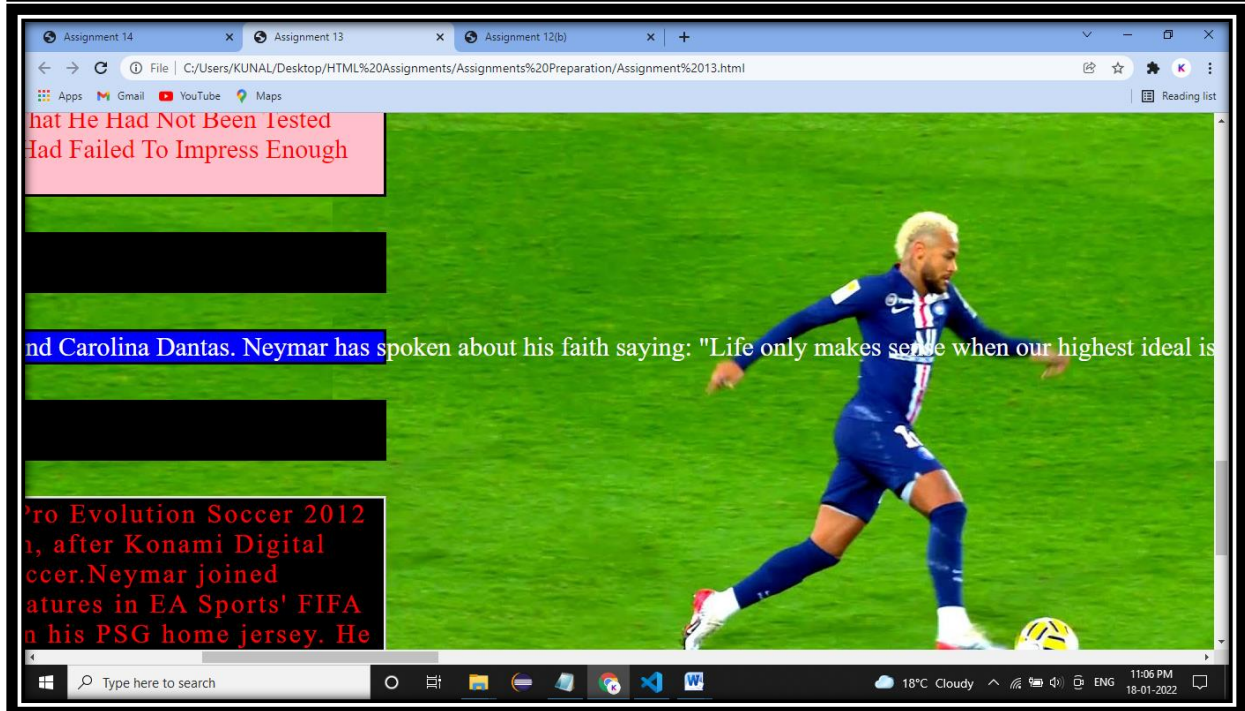 Assignment 14
Assignment 13
Assignment 12(b)
File | C:/Users/KUNAL/Desktop/HTML%20Assignments/Assignments%20Preparation/Assignment%2013.html
K
Apps Gmail YouTube Maps
Reading list
hat He Had Not Been Tested
Had Failed To Impress Enough
nd Carolina Dantas. Neymar has spoken about his faith saying: "Life only makes sense when our highest ideal is
Pro Evolution Soccer 2012
n, after Konami Digital
ccer.Neymar joined
atures in EA Sports' FIFA
n his PSG home jersey. He
Type here to search
18°C Cloudy
ENG
11:06 PM
18-01-2022